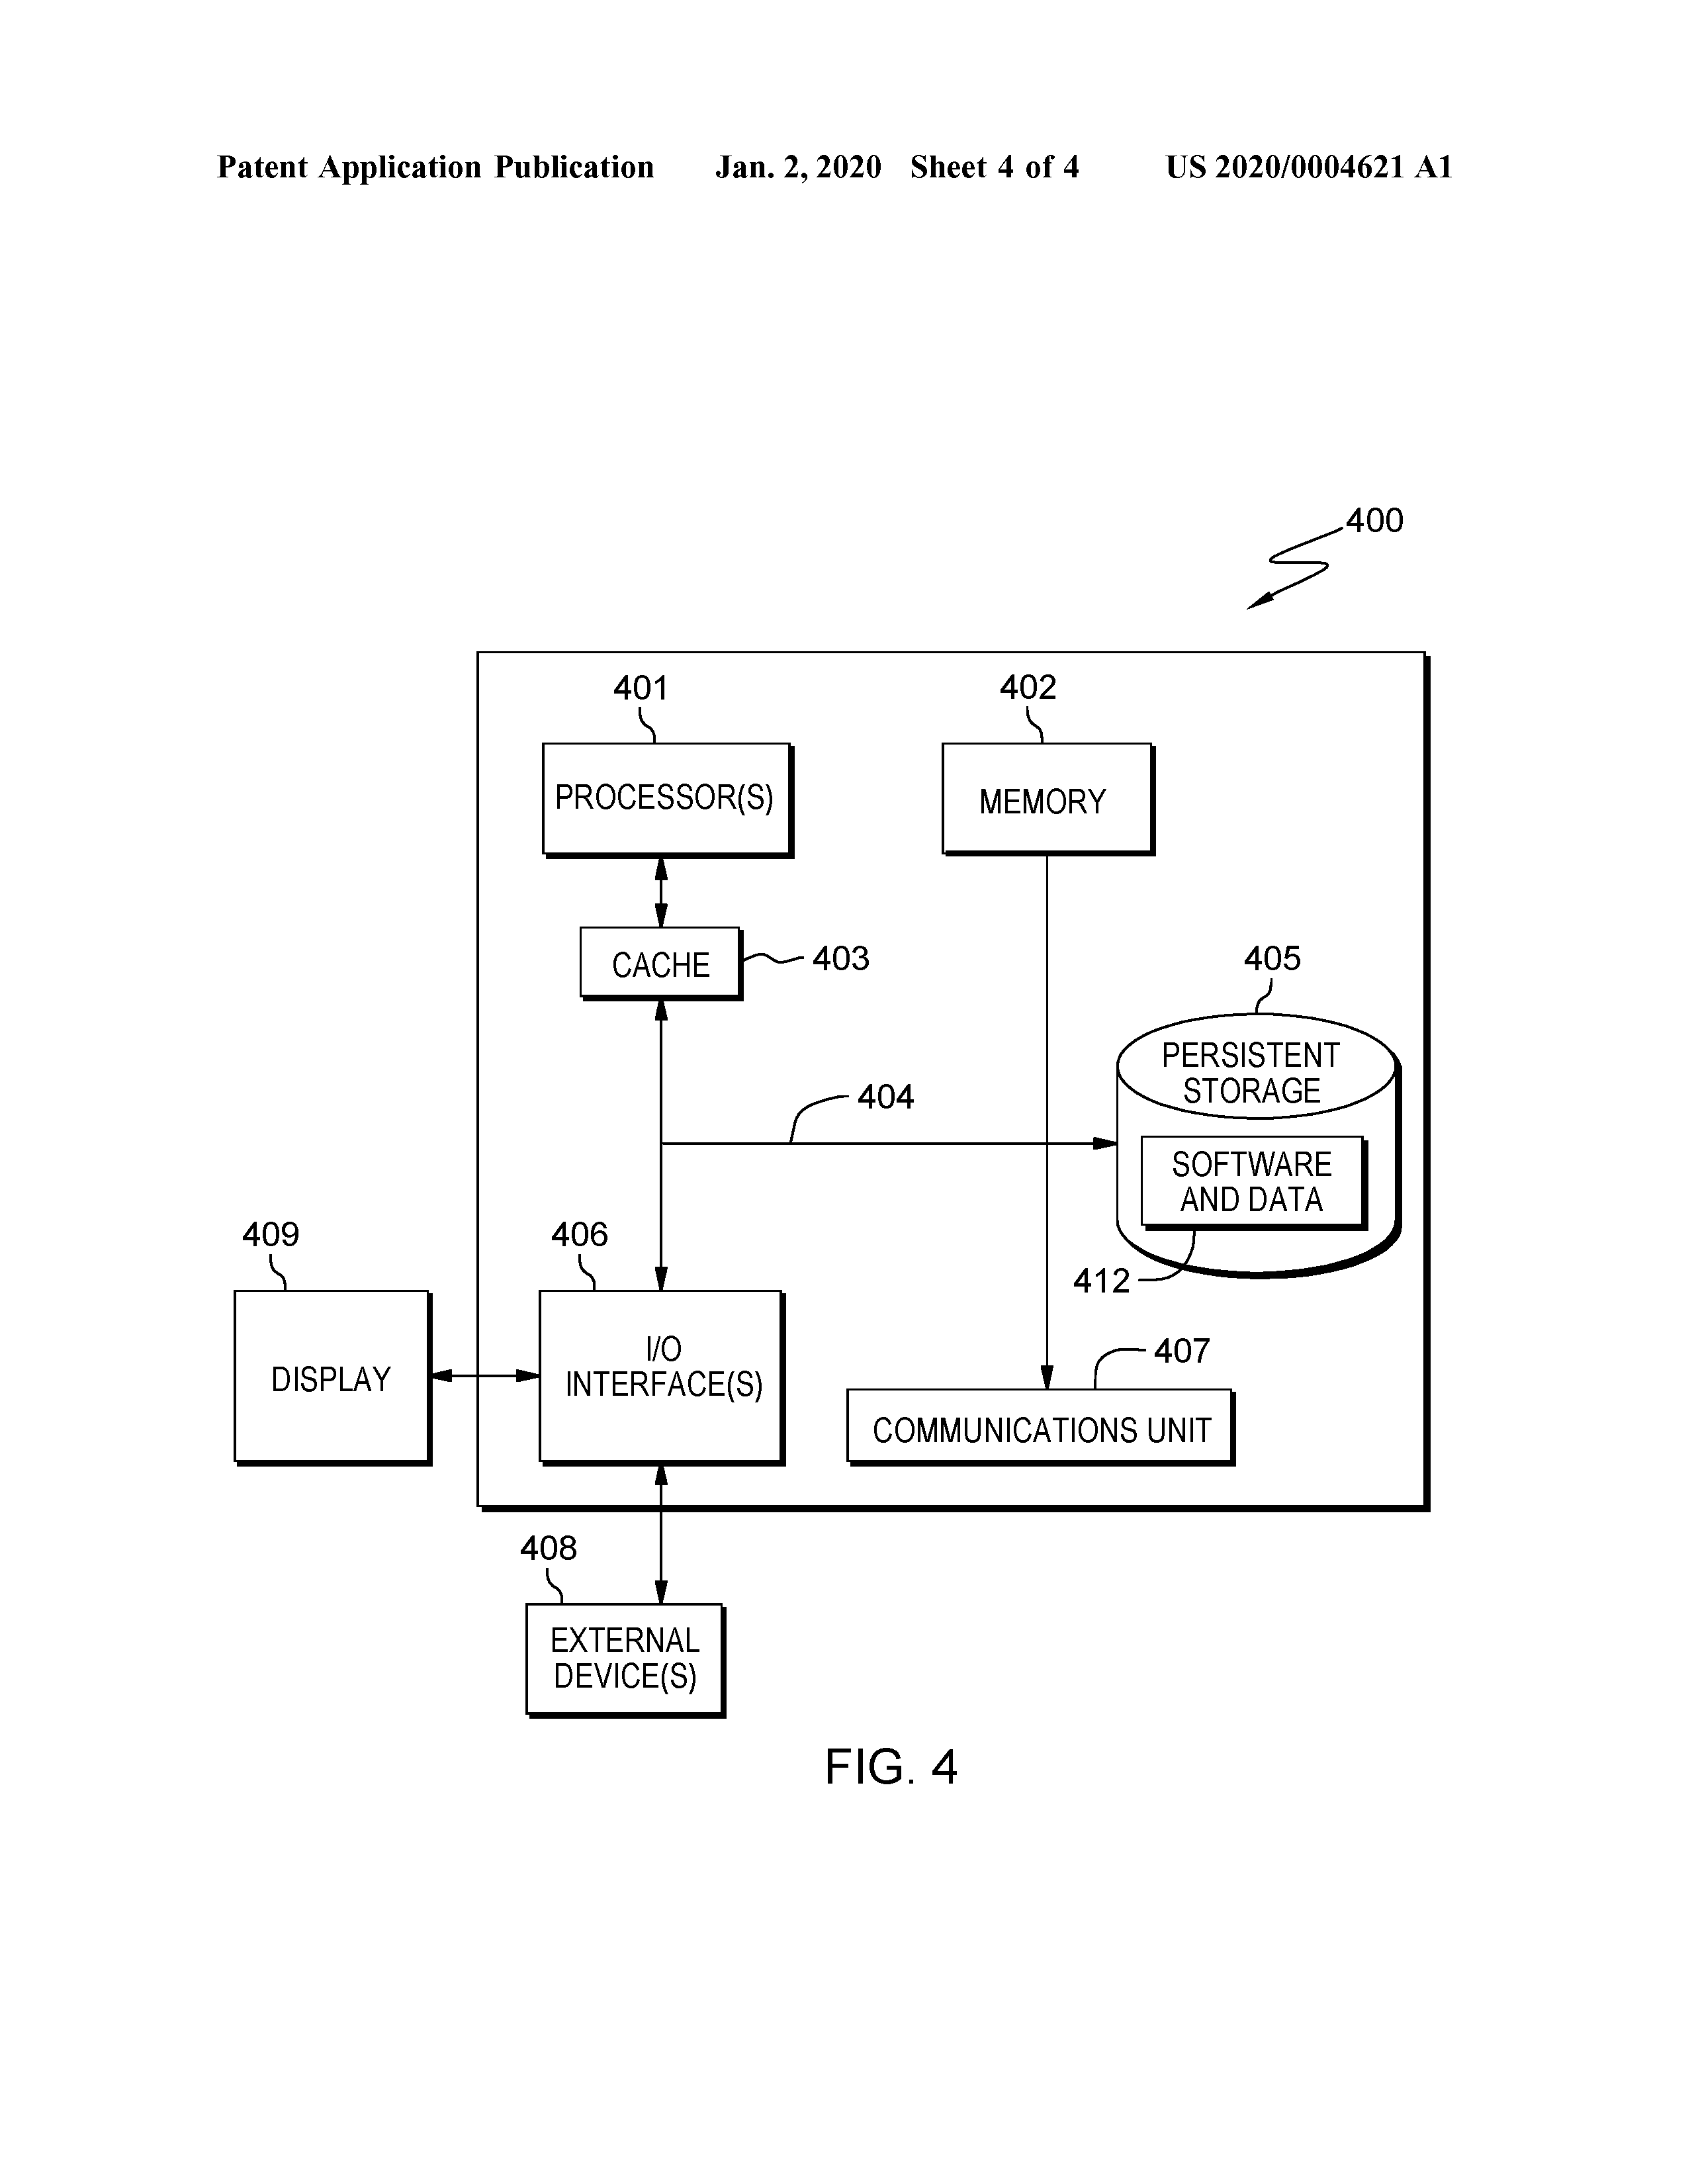 Patent Application Publication Jan. 2, 2020 Sheet 4 of 4 US 2020/0004621 A1
400
401
402
PROCESSOR(S)
MEMORY
CACHE
403
405
PERSISTENT
STORAGE
404
SOFTWARE
AND DATA
412
409
406
DISPLAY
I/O
INTERFACE(S)
407
COMMUNICATIONS UNIT
408
EXTERNAL
DEVICE(S)
FIG. 4